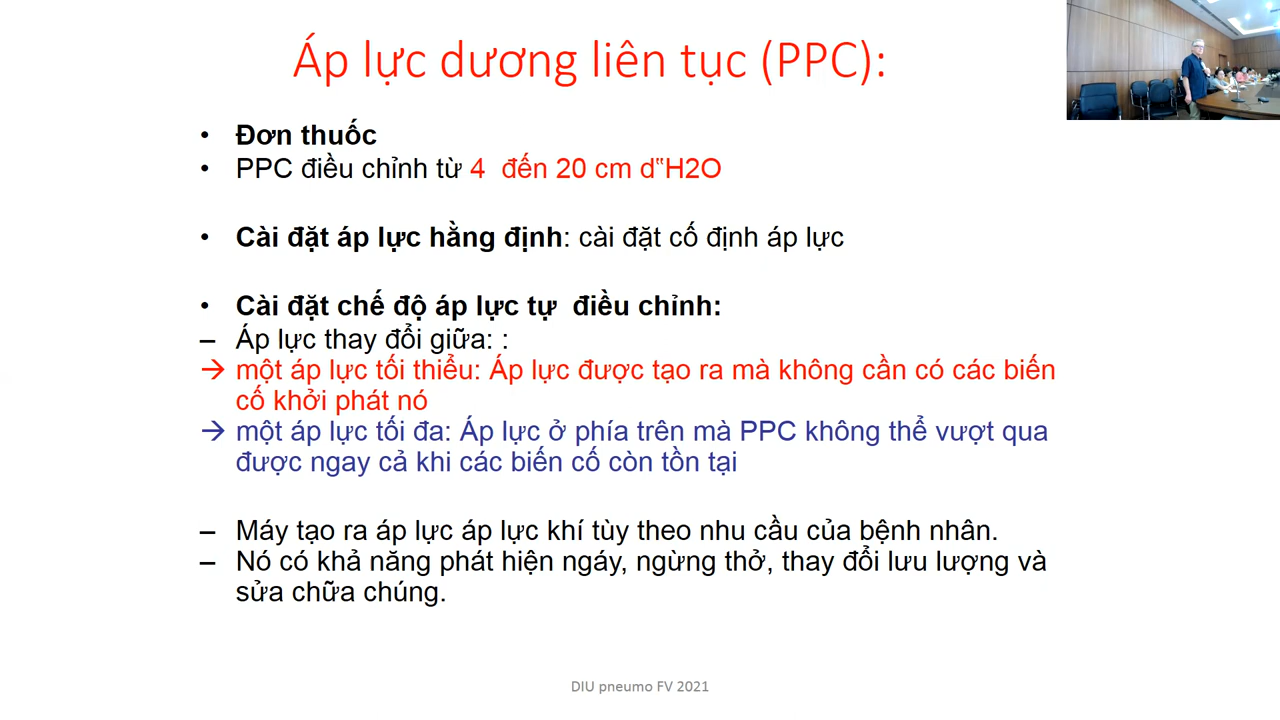 Áp lực dương liên tục (PPC):
• Đơn thuốc
• PPC điều chỉnh từ 4 đến 20 cm d‟H2O
• Cài đặt áp lực hằng định: cài đặt cố định áp lực
• Cài đặt chế độ áp lực tự điều chỉnh:
– Áp lực thay đổi giữa: :
→ một áp lực tối thiểu: Áp lực được tạo ra mà không cần có các biến
cố khởi phát nó
→ một áp lực tối đa: Áp lực ở phía trên mà PPC không thể vượt qua
được ngay cả khi các biến cố còn tồn tại
– Máy tạo ra áp lực áp lực khí tùy theo nhu cầu của bệnh nhân.
– Nó có khả năng phát hiện ngáy, ngừng thở, thay đổi lưu lượng và
sửa chữa chúng.
DIU pneumo FV 2021